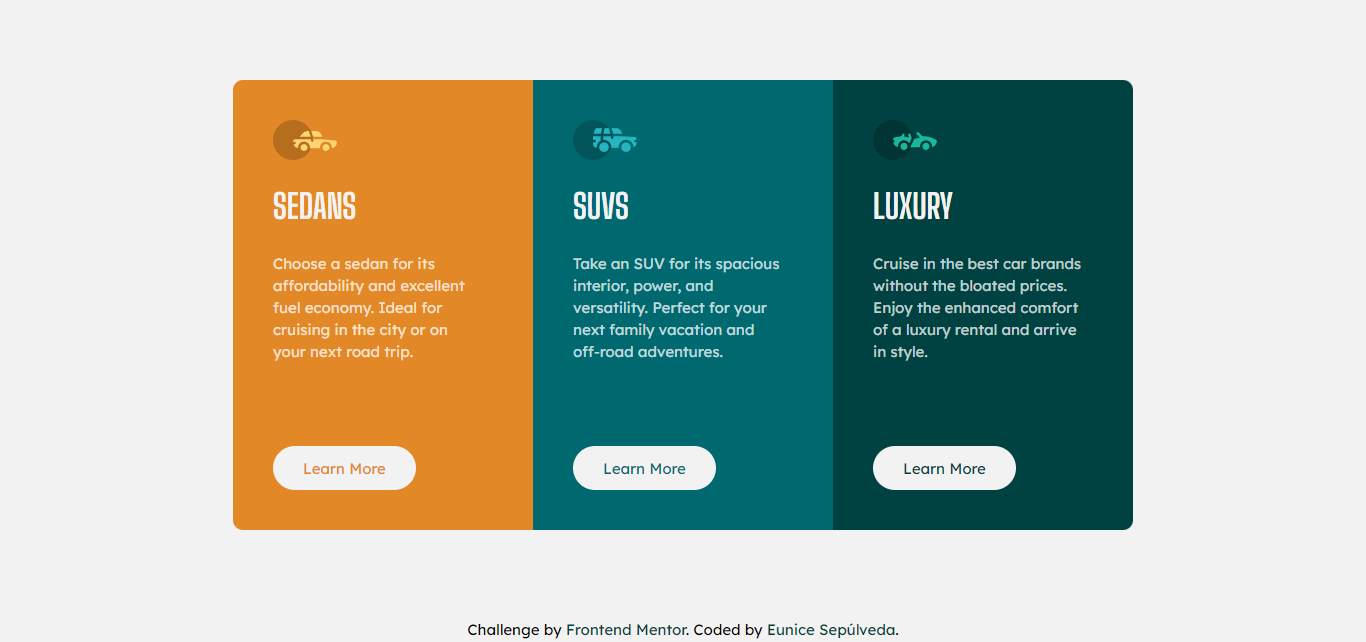 SEDANS
Choose a sedan for its
affordability and excellent
fuel economy. Ideal for
cruising in the city or on
your next road trip.
Learn More
SUVS
Take an SUV for its spacious
interior, power, and
versatility. Perfect for your
next family vacation and
off-road adventures.
Learn More
LUXURY
Cruise in the best car brands
without the bloated prices.
Enjoy the enhanced comfort
of a luxury rental and arrive
in style.
Learn More
Challenge by Frontend Mentor. Coded by Eunice Sepúlveda.